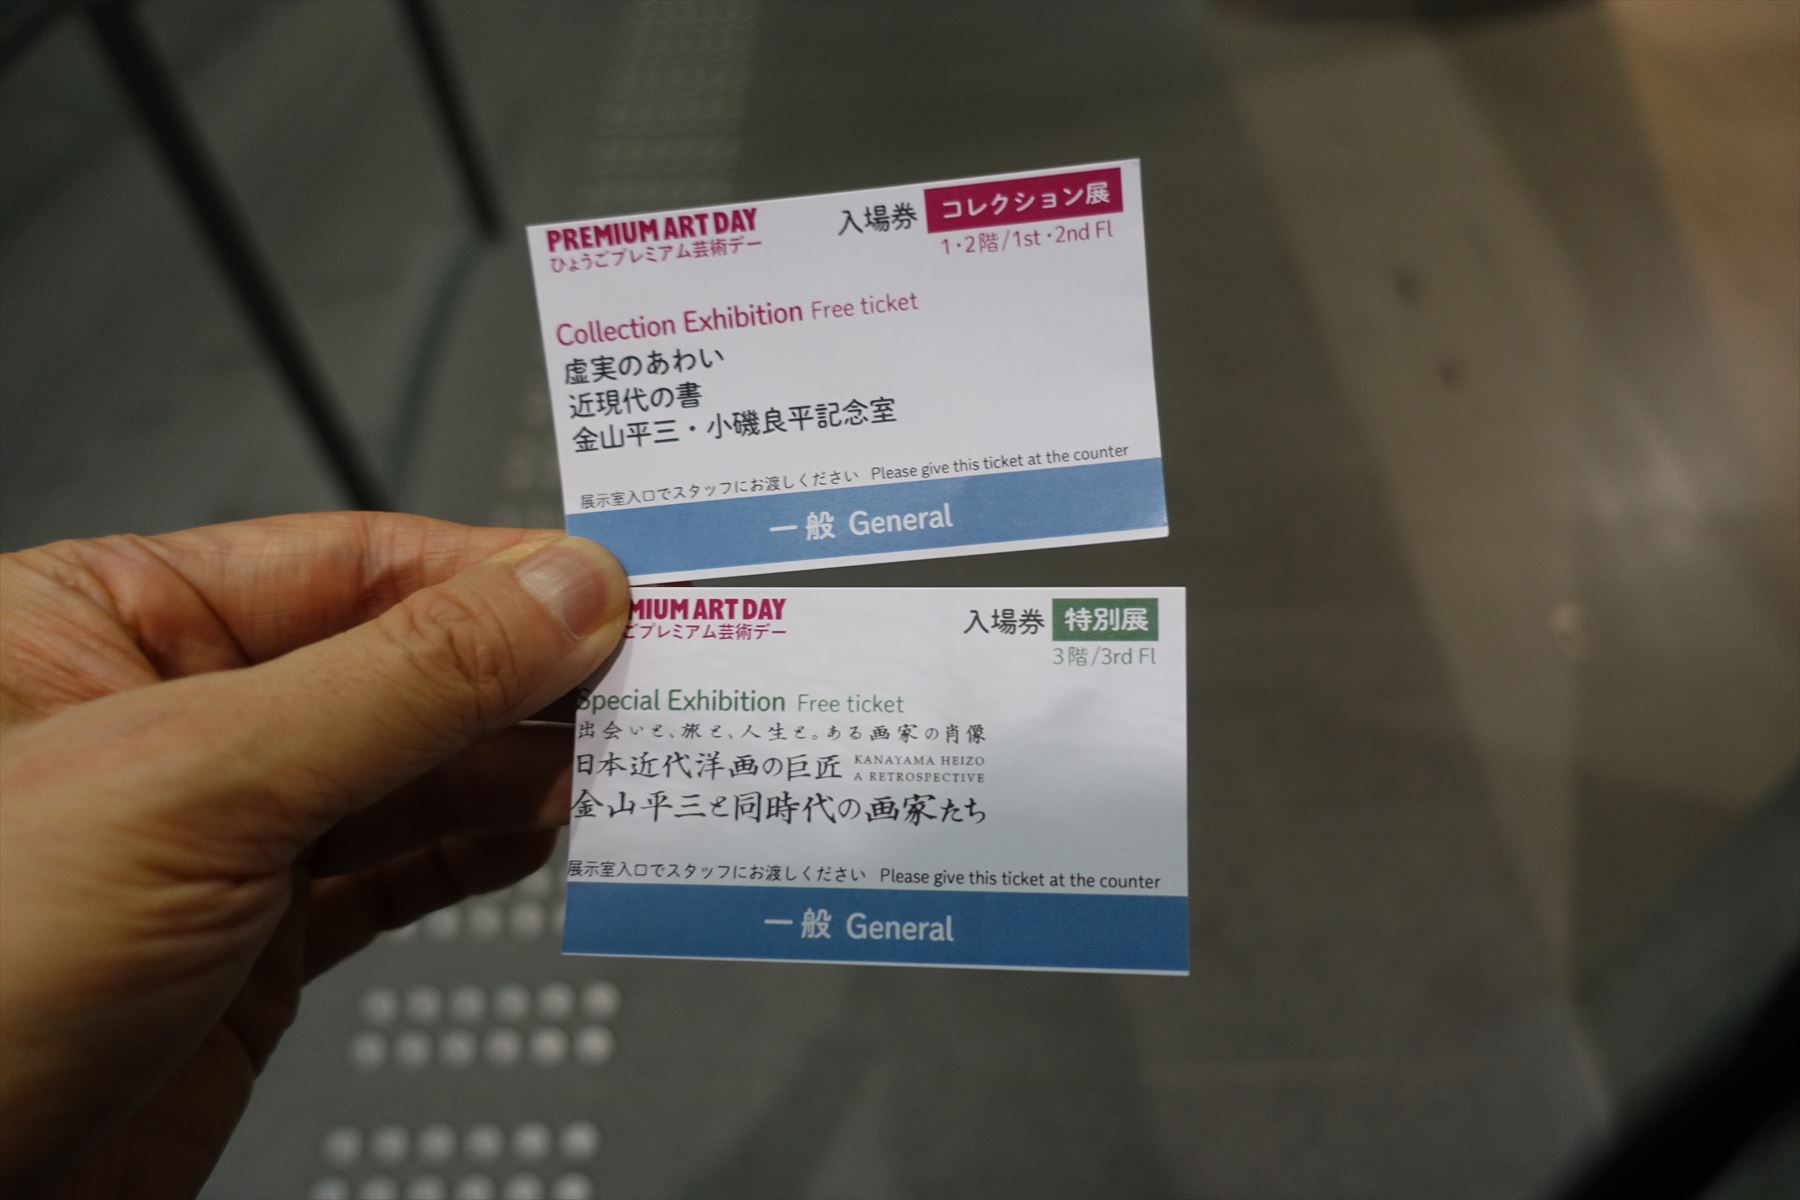 PREMIUM ART DAY
ひょうごプレミアム芸術デー
入場券 コレクション展
1・2階/1st・2nd Fl
Collection Exhibition Free ticket
虚実のあわい
近現代の書
金山平三・小磯良平記念室
展示室入口でスタッフにお渡しください Please give this ticket at the counter
一般 General
MIUM ART DAY
ごプレミアム芸術デー
入場券 特別展
3階/3rd Fl
Special Exhibition Free ticket
出会いと、旅と、人生と。ある画家の肖像
日本近代洋画の巨匠 KANAYAMA HEIZO
A RETROSPECTIVE
金山平三と同時代の画家たち
展示室入口でスタッフにお渡しください Please give this ticket at the counter
一般 General